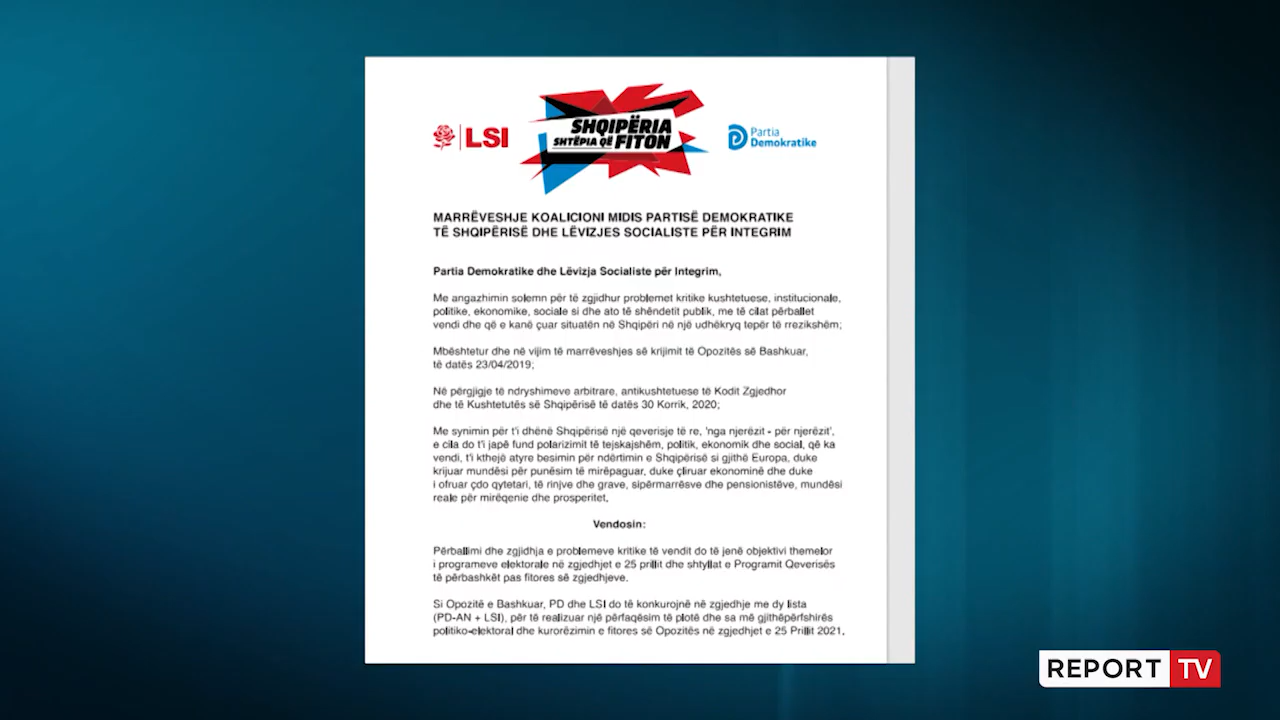 LSI
SHQIPËRIA
SHTËPIA QË FITON
Partia
Demokratike
MARRËVESHJE KOALICIONI MIDIS PARTISË DEMOKRATIKE
TË SHQIPËRISË DHE LËVIZJES SOCIALISTE PËR INTEGRIM
Partia Demokratike dhe Lëvizja Socialiste për Integrim,
Me angazhimin solemn për të zgjidhur problemet kritike kushtetuese, institucionale,
politike, ekonomike, sociale si dhe ato të shëndetit publik, me të cilat përballet
vendi dhe që e kanë çuar situatën në Shqipëri në një udhëkryq tepër të rrezikshëm;
Mbështetur dhe në vijim të marrëveshjes së krijimit të Opozitës së Bashkuar,
të datës 23/04/2019;
Në përgjigje të ndryshimeve arbitrare, antikushtetuese të Kodit Zgjedhor
dhe të Kushtetutës së Shqipërisë të datës 30 Korrik, 2020;
Me synimin për t'i dhënë Shqipërisë një qeverisje të re, 'nga njerëzit - për njerëzit',
e cila do t'i japë fund polarizimit të tejskajshëm, politik, ekonomik dhe social, që ka
vendi, t'i kthejë atyre besimin për ndërtimin e Shqipërisë si gjithë Europa, duke
krijuar mundësi për punësim të mirëpaguar, duke çliruar ekonominë dhe duke
i ofruar çdo qytetari, të rinjve dhe grave, sipërmarrësve dhe pensionistëve, mundësi
reale për mirëqenie dhe prosperitet,
Vendosin:
Përballimi dhe zgjidhja e problemeve kritike të vendit do të jenë objektivi themelor
i programeve elektorale në zgjedhjet e 25 prillit dhe shtyllat e Programit Qeverisës
të përbashkët pas fitores së zgjedhjeve.
Si Opozitë e Bashkuar, PD dhe LSI do të konkurojnë në zgjedhje me dy lista
(PD-AN + LSI), për të realizuar një përfaqësim të plotë dhe sa më gjithëpërfshirës
politiko-elektoral dhe kurorëzimin e fitores së Opozitës në zgjedhjet e 25 Prillit 2021,
REPORT TV